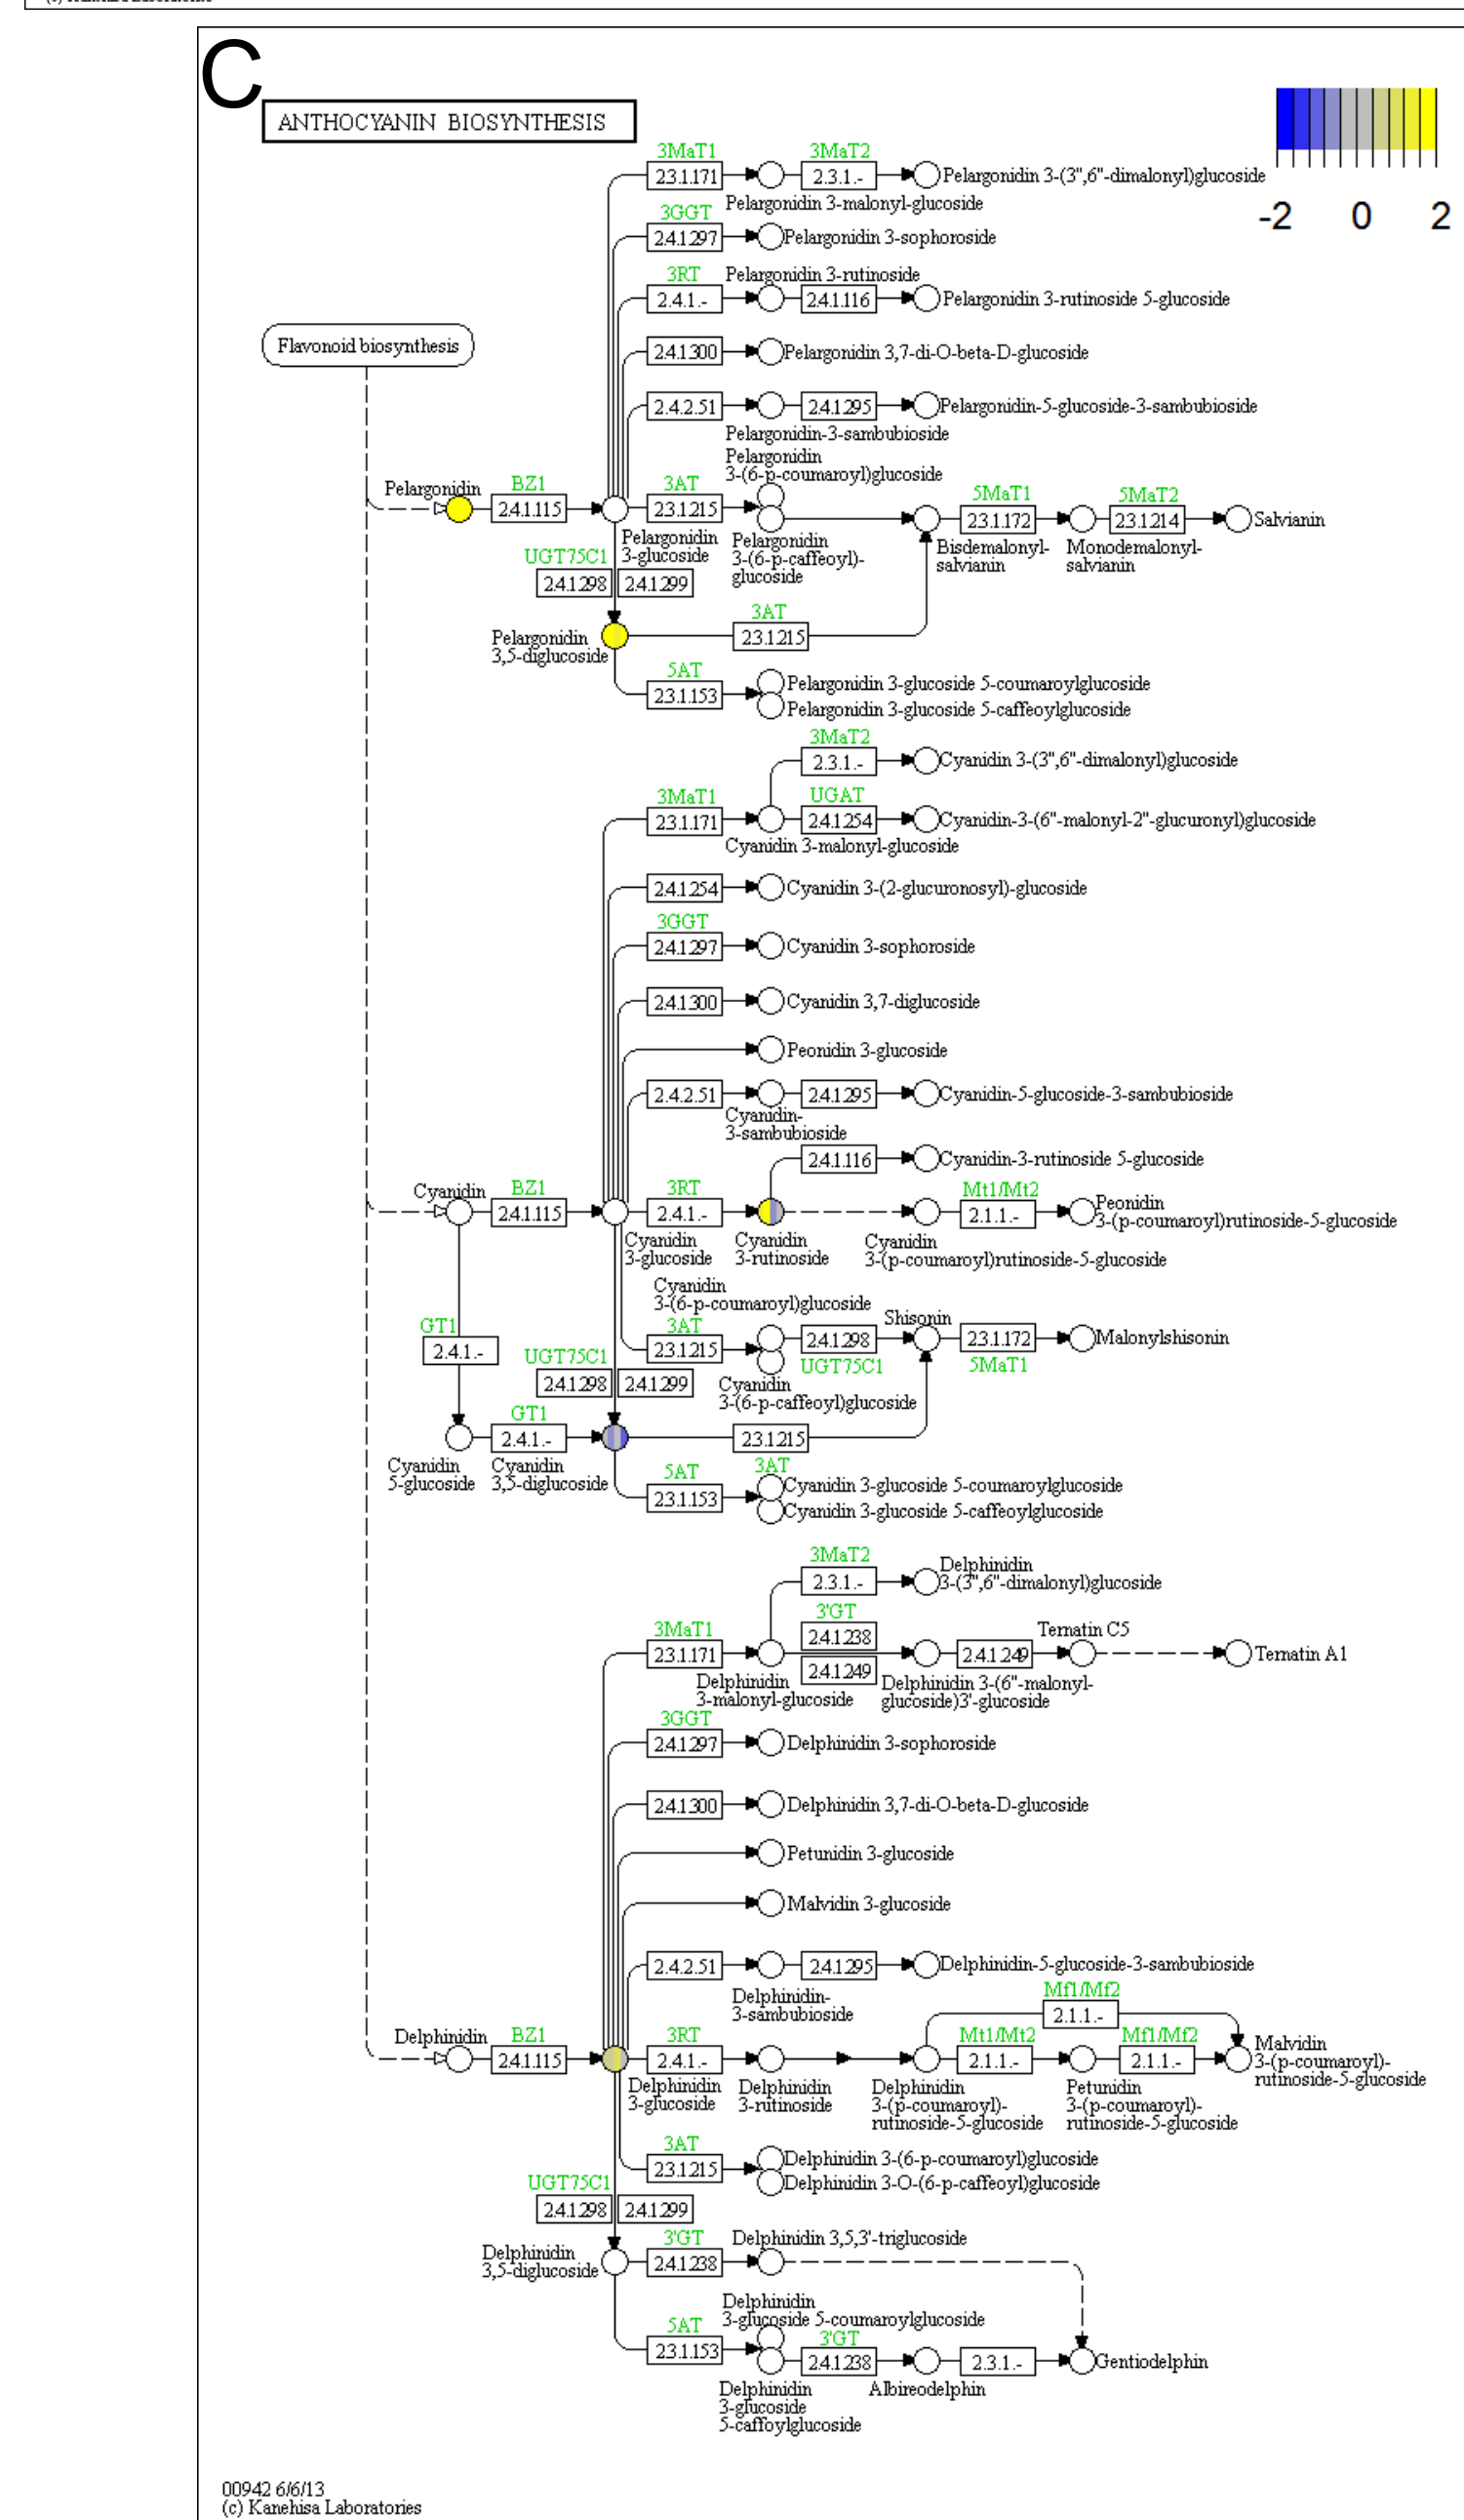 C
ANTHOCYANIN BIOSYNTHESIS
-2 0 2
3MaT1
2.3.1.171
3MaT2
2.3.1.-
Pelargonidin 3-(3",6"-dimalonyl)glucoside
Pelargonidin 3-malonyl-glucoside
3GGT
2.4.1.297
Pelargonidin 3-sophoroside
3RT
2.4.1.-
Pelargonidin 3-rutinoside
2.4.1.116
Pelargonidin 3-rutinoside 5-glucoside
Flavonoid biosynthesis
2.4.1.300
Pelargonidin 3,7-di-O-beta-D-glucoside
2.4.2.51
2.4.1.295
Pelargonidin-5-glucoside-3-sambubioside
Pelargonidin-3-sambubioside
Pelargonidin
3-(6-p-coumaroyl)glucoside
Pelargonidin
BZ1
2.4.1.115
3AT
2.3.1.215
Pelargonidin
3-glucoside
Pelargonidin
3-(6-p-caffeoyl)-
glucoside
5MaT1
2.3.1.172
Bisdemalonyl-
salvianin
5MaT2
2.3.1.214
Monodemalonyl-
salvianin
Salvianin
UGT75C1
2.4.1.298
2.4.1.299
3AT
2.3.1.215
Pelargonidin
3,5-diglucoside
5AT
2.3.1.153
Pelargonidin 3-glucoside 5-coumaroylglucoside
Pelargonidin 3-glucoside 5-caffeoylglucoside
3MaT2
2.3.1.-
Cyanidin 3-(3",6"-dimalonyl)glucoside
3MaT1
2.3.1.171
UGAT
2.4.1.254
Cyanidin-3-(6"-malonyl-2"-glucuronyl)glucoside
Cyanidin 3-malonyl-glucoside
2.4.1.254
Cyanidin 3-(2-glucuronosyl)-glucoside
3GGT
2.4.1.297
Cyanidin 3-sophoroside
2.4.1.300
Cyanidin 3,7-diglucoside
Peonidin 3-glucoside
2.4.2.51
2.4.1.295
Cyanidin-5-glucoside-3-sambubioside
Cyanidin-
3-sambubioside
2.4.1.116
Cyanidin-3-rutinoside 5-glucoside
Cyanidin
BZ1
2.4.1.115
Cyanidin
3-glucoside
3RT
2.4.1.-
Cyanidin
3-rutinoside
Cyanidin
3-(p-coumaroyl)rutinoside-5-glucoside
Mt1/Mt2
2.1.1.-
Peonidin
3-(p-coumaroyl)rutinoside-5-glucoside
Cyanidin
3-(6-p-coumaroyl)glucoside
GT1
2.4.1.-
UGT75C1
2.4.1.298
2.4.1.299
3AT
2.3.1.215
Cyanidin
3-(6-p-caffeoyl)glucoside
2.4.1.298
UGT75C1
Shisonin
2.3.1.172
5MaT1
Malonylshisonin
GT1
2.4.1.-
Cyanidin
5-glucoside
Cyanidin
3,5-diglucoside
2.3.1.215
3AT
5AT
2.3.1.153
Cyanidin 3-glucoside 5-coumaroylglucoside
Cyanidin 3-glucoside 5-caffeoylglucoside
3MaT2
2.3.1.-
Delphinidin
3-(3",6"-dimalonyl)glucoside
3MaT1
2.3.1.171
Delphinidin
3-malonyl-glucoside
3'GT
2.4.1.238
2.4.1.249
Delphinidin 3-(6"-malonyl-
glucoside)3'-glucoside
2.4.1.249
Ternatin C5
Ternatin A1
3GGT
2.4.1.297
Delphinidin 3-sophoroside
2.4.1.300
Delphinidin 3,7-di-O-beta-D-glucoside
Petunidin 3-glucoside
Malvidin 3-glucoside
2.4.2.51
2.4.1.295
Delphinidin-5-glucoside-3-sambubioside
Delphinidin-
3-sambubioside
Mf1/Mf2
2.1.1.-
Delphinidin
BZ1
2.4.1.115
Delphinidin
3-glucoside
3RT
2.4.1.-
Delphinidin
3-rutinoside
Delphinidin
3-(p-coumaroyl)-
rutinoside-5-glucoside
Mt1/Mt2
2.1.1.-
Petunidin
3-(p-coumaroyl)-
rutinoside-5-glucoside
Mf1/Mf2
2.1.1.-
Malvidin
3-(p-coumaroyl)-
rutinoside-5-glucoside
3AT
2.3.1.215
Delphinidin 3-(6-p-coumaroyl)glucoside
Delphinidin 3-O-(6-p-caffeoyl)glucoside
UGT75C1
2.4.1.298
2.4.1.299
Delphinidin
3,5-diglucoside
3'GT
2.4.1.238
Delphinidin 3,5,3'-triglucoside
Delphinidin
3-glucoside 5-coumaroylglucoside
5AT
2.3.1.153
3'GT
2.4.1.238
2.3.1.-
Gentiodelphin
Delphinidin
3-glucoside
5-caffoylglucoside
Albireodelphin
00942 6/6/13
(c) Kanehisa Laboratories